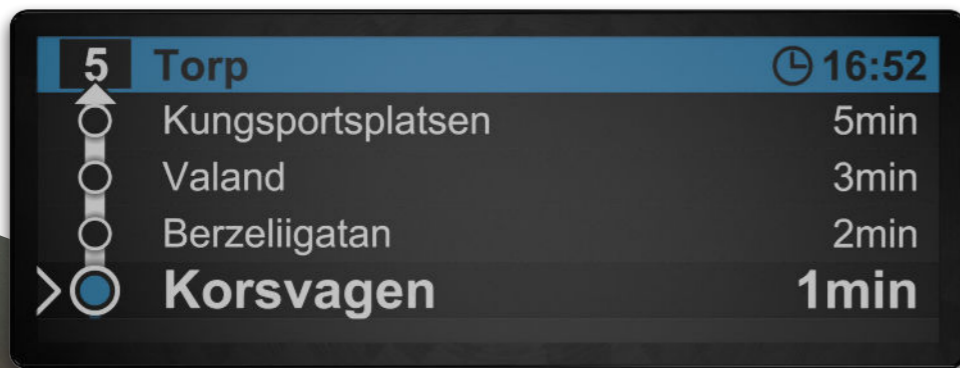 5 Torp 16:52
Kungsportsplatsen 5min
Valand 3min
Berzeliigatan 2min
Korsvagen 1min